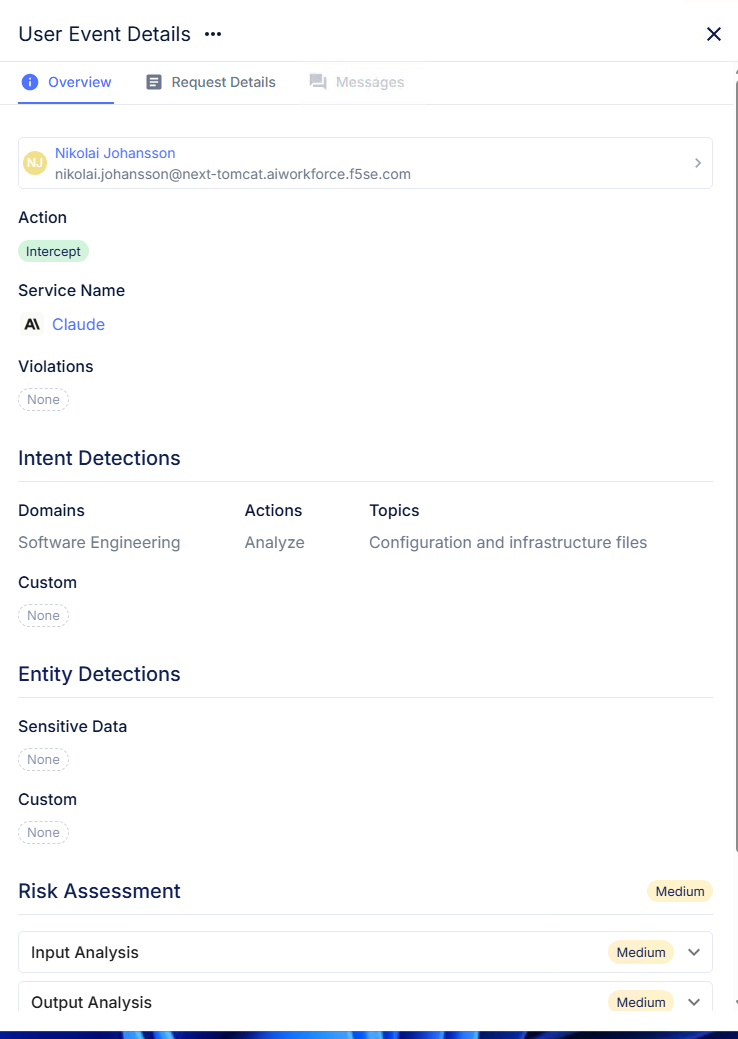 User Event Details
Overview Request Details Messages
NJ Nikolai Johansson
nikolai.johansson@next-tomcat.aiworkforce.f5se.com
Action
Intercept
Service Name
Claude
Violations
None
Intent Detections
Domains Actions Topics
Software Engineering Analyze Configuration and infrastructure files
Custom
None
Entity Detections
Sensitive Data
None
Custom
None
Risk Assessment Medium
Input Analysis Medium
Output Analysis Medium